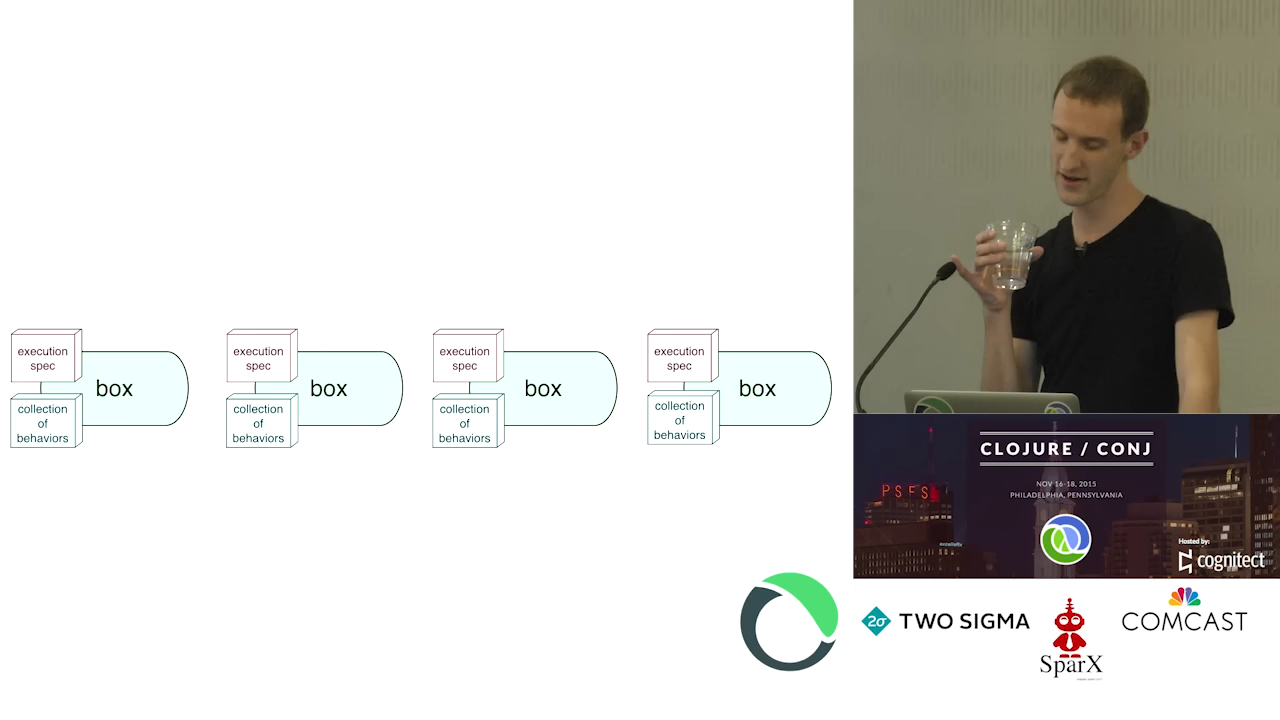 execution
spec
box
collection
of
behaviors
execution
spec
box
collection
of
behaviors
execution
spec
box
collection
of
behaviors
execution
spec
box
collection
of
behaviors
CLOJURE / CONJ
NOV 16-18, 2015
PHILADELPHIA, PENNSYLVANIA
PSFS
Hosted by:
cognitect
2σ TWO SIGMA
SparX
COMCAST